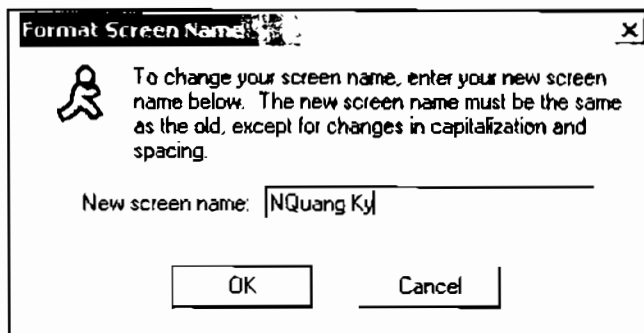 Format Screen Name
To change your screen name, enter your new screen
name below. The new screen name must be the same
as the old, except for changes in capitalization and
spacing.
New screen name: NQuang Ky
OK Cancel